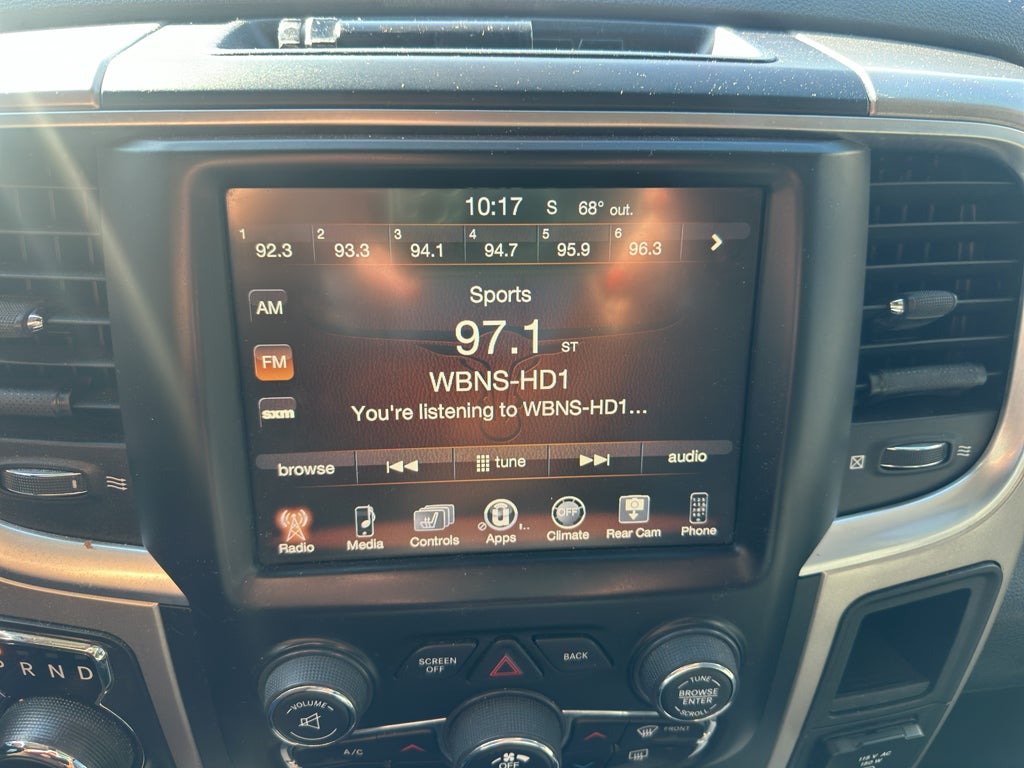 10:17 S 68° out.
1 92.3 2 93.3 3 94.1 4 94.7 5 95.9 6 96.3
AM
Sports
97.1 ST
FM
WBNS-HD1
sxm
You're listening to WBNS-HD1...
browse tune audio
OFF
Radio Media Controls Apps Climate Rear Cam Phone
P R N D
VOLUME
SCREEN OFF
BACK
TUNE
BROWSE
ENTER
SCROLL
A/C
OFF
FRONT
115 V AC
150 W